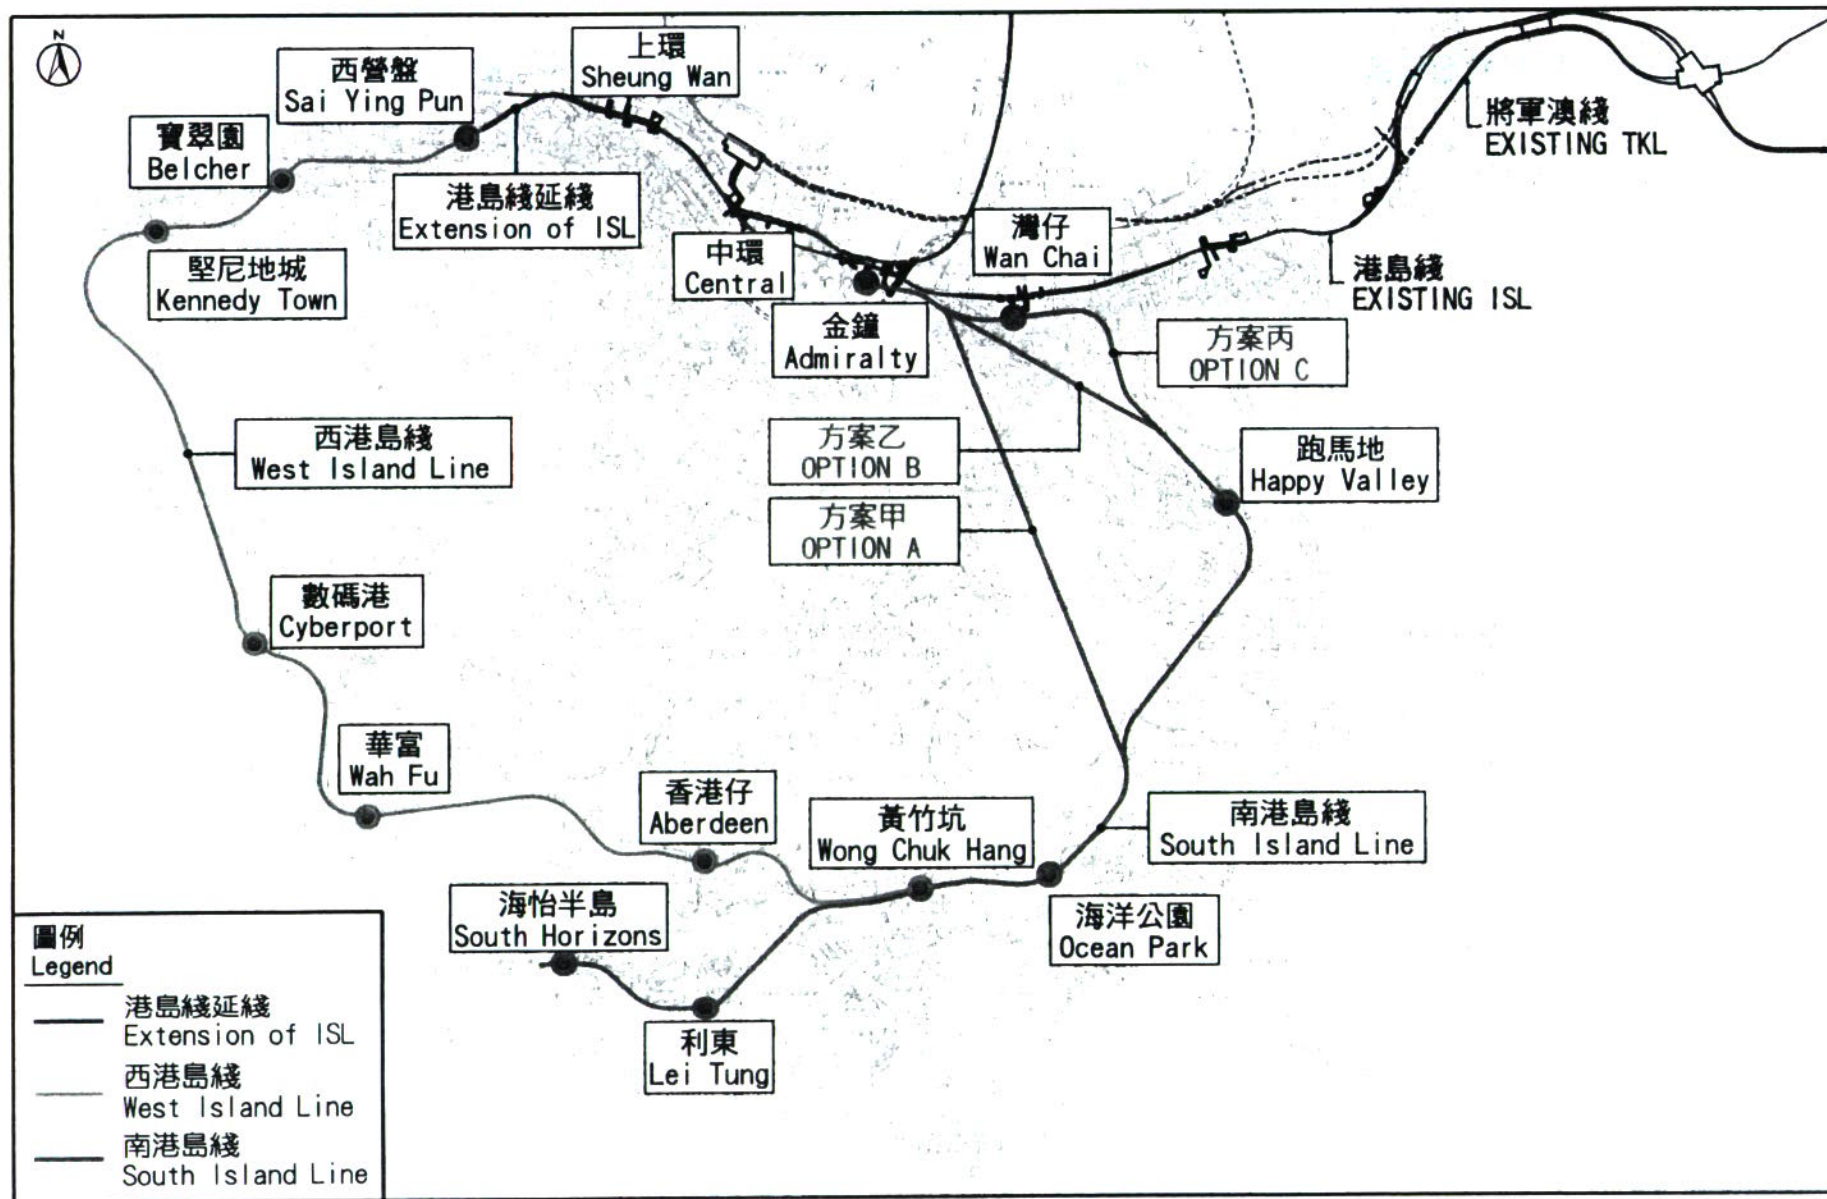 N
上環
Sheung Wan
西營盤
Sai Ying Pun
寶翠園
Belcher
將軍澳綫
EXISTING TKL
港島綫延綫
Extension of ISL
灣仔
Wan Chai
中環
Central
堅尼地城
Kennedy Town
港島綫
EXISTING ISL
金鐘
Admiralty
方案丙
OPTION C
西港島綫
West Island Line
方案乙
OPTION B
跑馬地
Happy Valley
方案甲
OPTION A
數碼港
Cyberport
華富
Wah Fu
香港仔
Aberdeen
黃竹坑
Wong Chuk Hang
南港島綫
South Island Line
海怡半島
South Horizons
海洋公園
Ocean Park
利東
Lei Tung
圖例
Legend
港島綫延綫
Extension of ISL
西港島綫
West Island Line
南港島綫
South Island Line